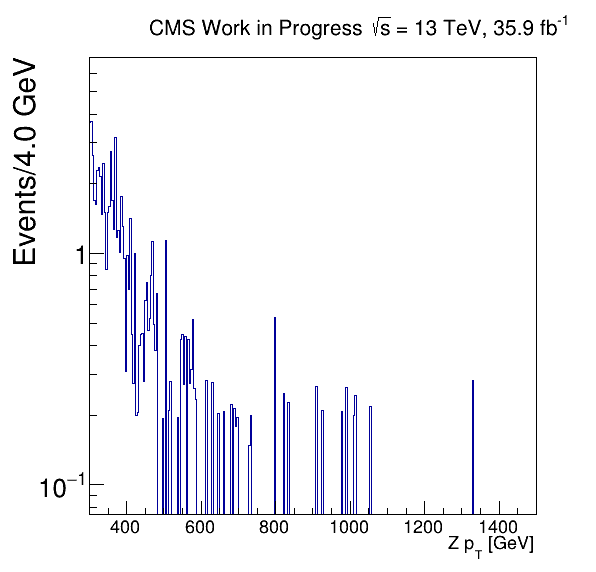 CMS Work in Progress √s = 13 TeV, 35.9 fb⁻¹
Events/4.0 GeV
1
10⁻¹
400 600 800 1000 1200 1400
Z p_T [GeV]